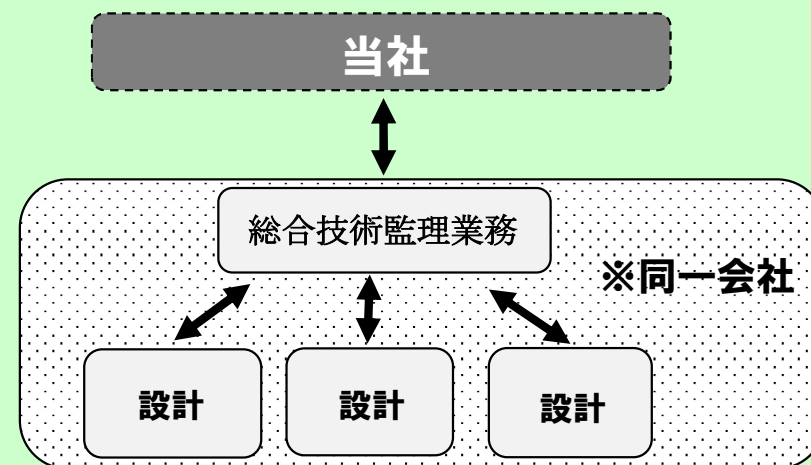 当社
総合技術監理業務
※同一会社
設計
設計
設計